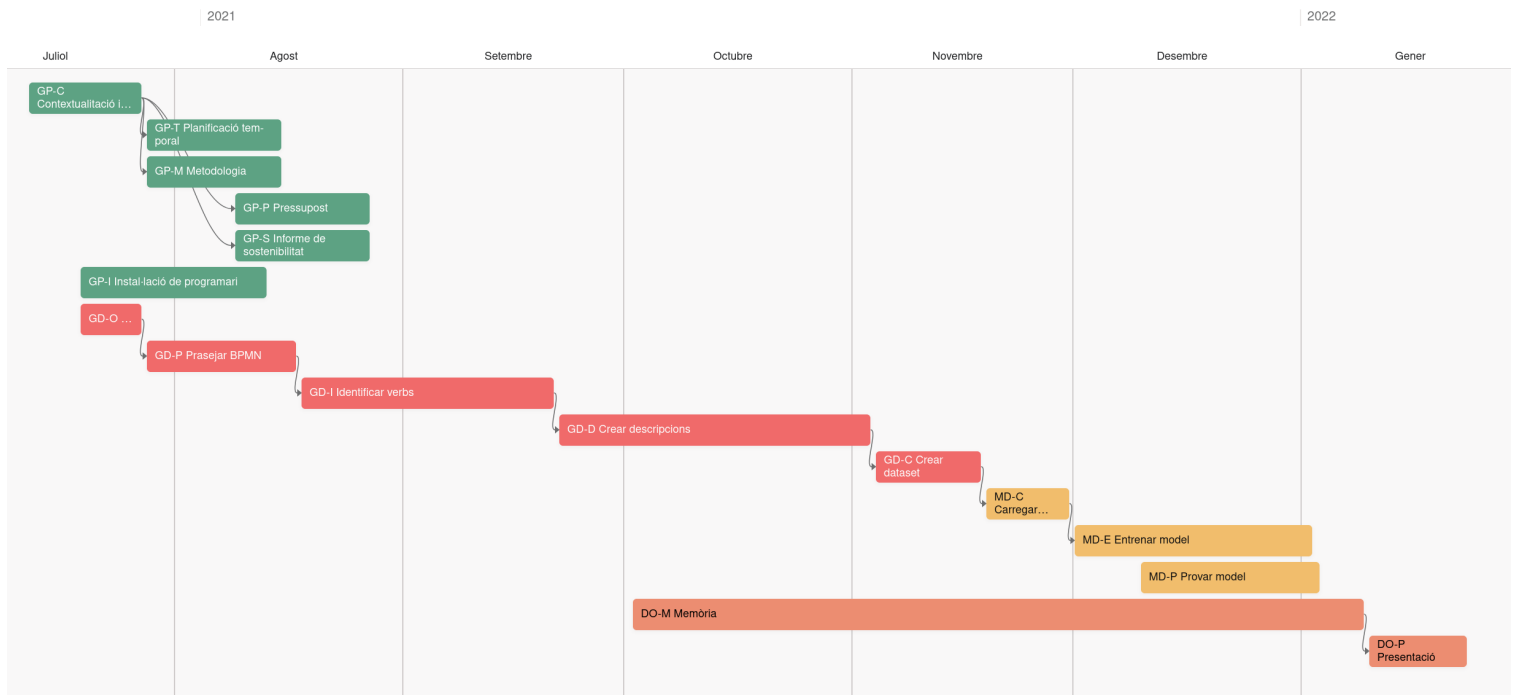 2021
2022
Juliol
Agost
Setembre
Octubre
Novembre
Desembre
Gener
GP-C
Contextualitació i…
GP-T Planificació tem-
poral
GP-M Metodologia
GP-P Pressupost
GP-S Informe de
sostenibilitat
GP-I Instal·lació de programari
GD-O …
GD-P Prasejar BPMN
GD-I Identificar verbs
GD-D Crear descripcions
GD-C Crear
dataset
MD-C
Carregar…
MD-E Entrenar model
MD-P Provar model
DO-M Memòria
DO-P
Presentació